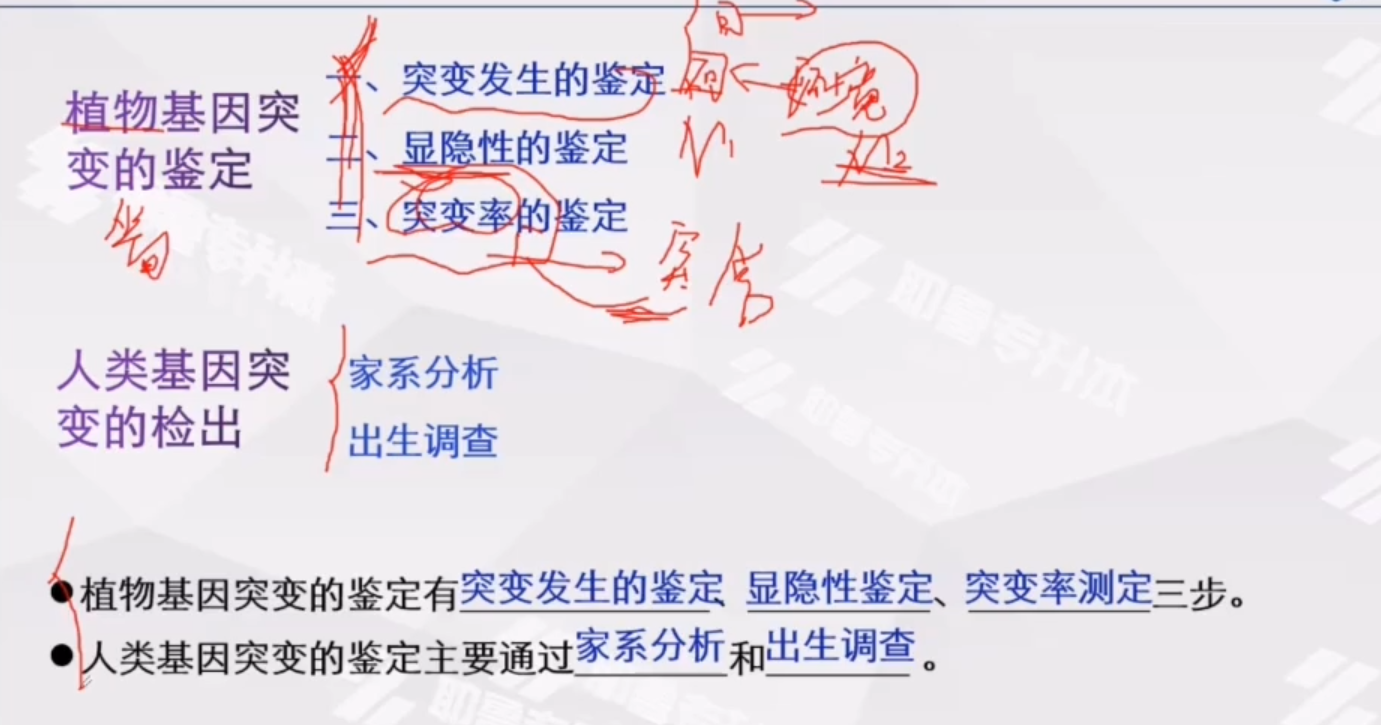 植物基因突
变的鉴定
一、突变发生的鉴定
二、显隐性的鉴定
三、突变率的鉴定
环境
M1
M2
人类基因突
变的检出
家系分析
出生调查
●植物基因突变的鉴定有突变发生的鉴定、显隐性鉴定、突变率测定三步。
●人类基因突变的鉴定主要通过家系分析和出生调查。